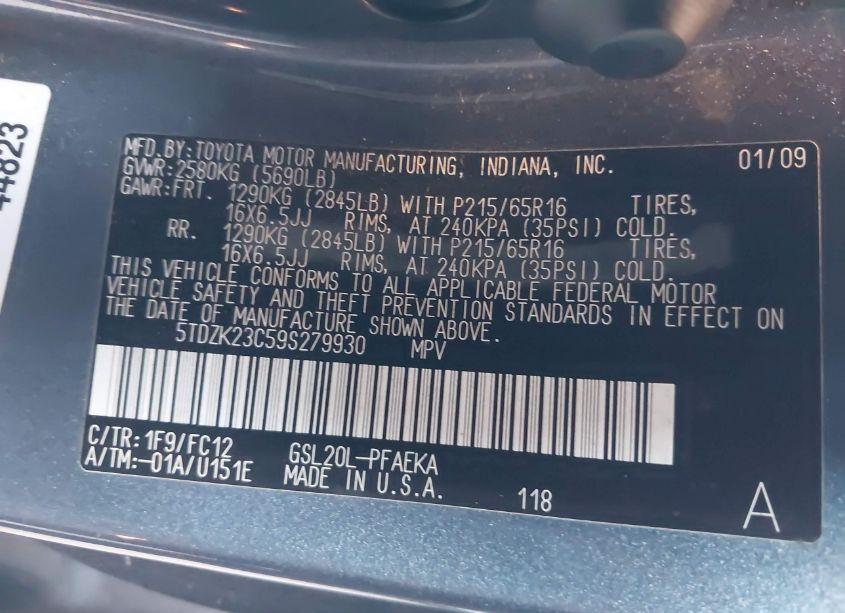 44823
MFD. BY: TOYOTA MOTOR MANUFACTURING, INDIANA, INC. 01/09
GVWR: 2580KG (5690LB)
GAWR: FRT. 1290KG (2845LB) WITH P215/65R16 TIRES,
16X6.5JJ RIMS, AT 240KPA (35PSI) COLD.
RR. 1290KG (2845LB) WITH P215/65R16 TIRES,
16X6.5JJ RIMS, AT 240KPA (35PSI) COLD.
THIS VEHICLE CONFORMS TO ALL APPLICABLE FEDERAL MOTOR
VEHICLE SAFETY AND THEFT PREVENTION STANDARDS IN EFFECT ON
THE DATE OF MANUFACTURE SHOWN ABOVE.
5TDZK23C59S279930 MPV
C/TR: 1F9/FC12 GSL20L-PFAEKA
A/TM:-01A/U151E MADE IN U.S.A.
118 A